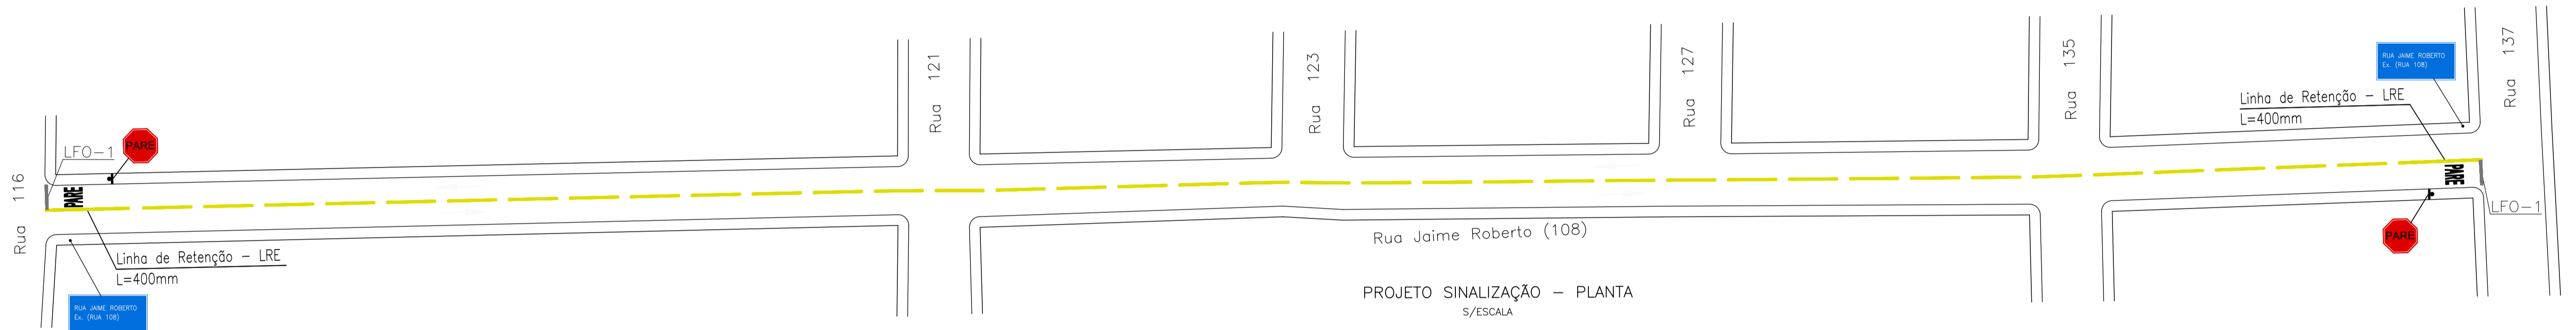 Rua 116
LFO-1
PARE
PARE
Linha de Retenção - LRE
L=400mm
RUA JAIME ROBERTO
Ex. (RUA 108)
Rua 121
Rua 123
Rua 127
Rua 135
Rua 137
RUA JAIME ROBERTO
Ex. (RUA 108)
Linha de Retenção - LRE
L=400mm
PARE
LFO-1
PARE
Rua Jaime Roberto (108)
PROJETO SINALIZAÇÃO - PLANTA
S/ESCALA